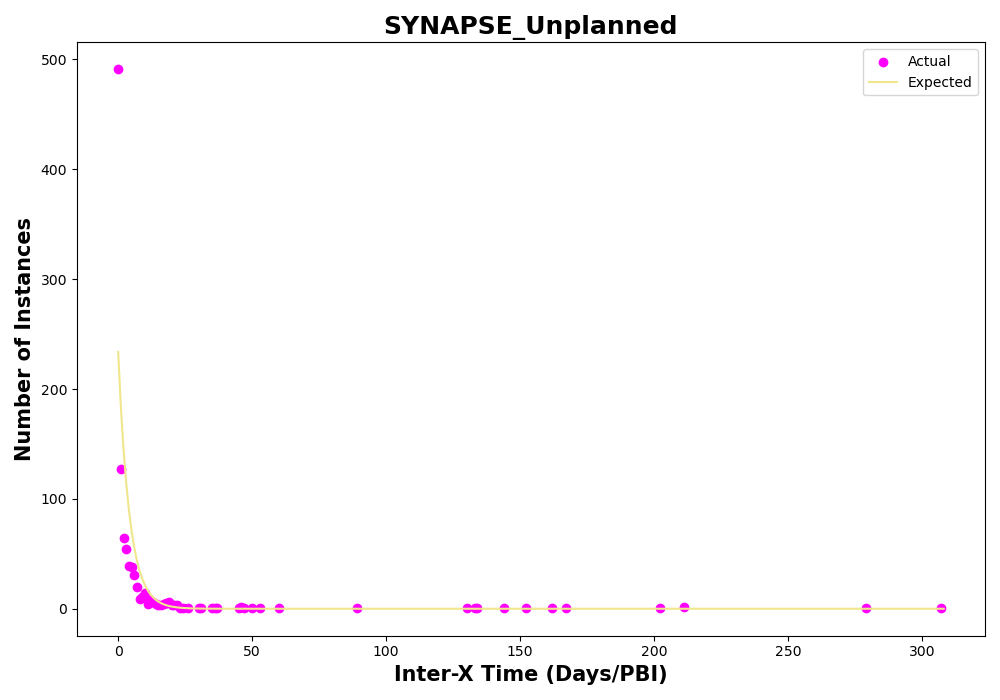 SYNAPSE_Unplanned
Actual
Expected
500
400
300
200
100
0
Number of Instances
0 50 100 150 200 250 300
Inter-X Time (Days/PBI)